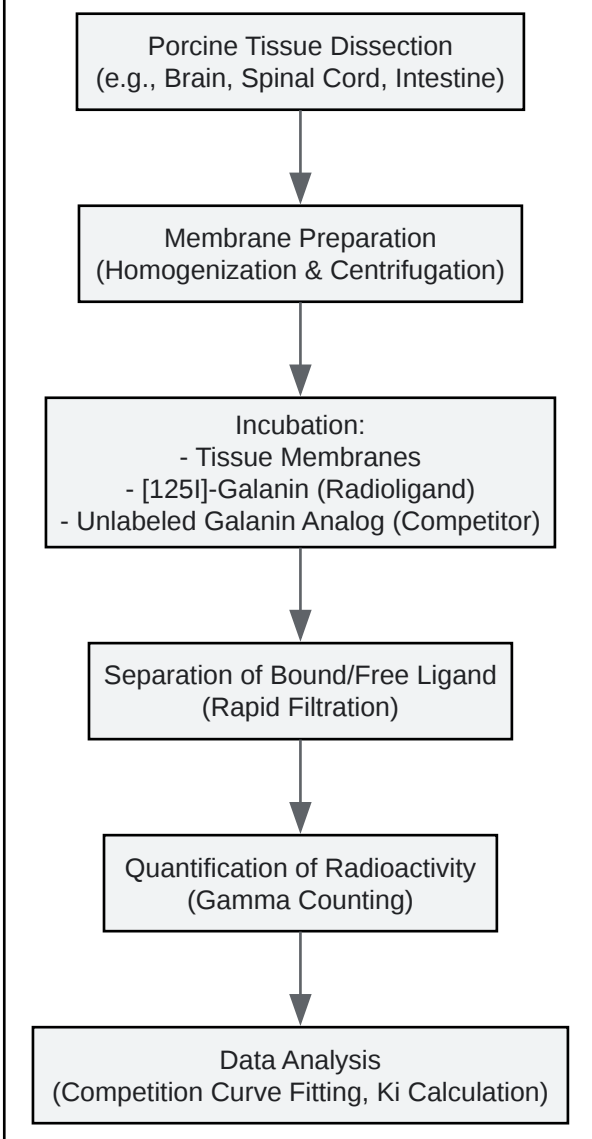 Porcine Tissue Dissection
(e.g., Brain, Spinal Cord, Intestine)
Membrane Preparation
(Homogenization & Centrifugation)
Incubation:
- Tissue Membranes
- [125I]-Galanin (Radioligand)
- Unlabeled Galanin Analog (Competitor)
Separation of Bound/Free Ligand
(Rapid Filtration)
Quantification of Radioactivity
(Gamma Counting)
Data Analysis
(Competition Curve Fitting, Ki Calculation)